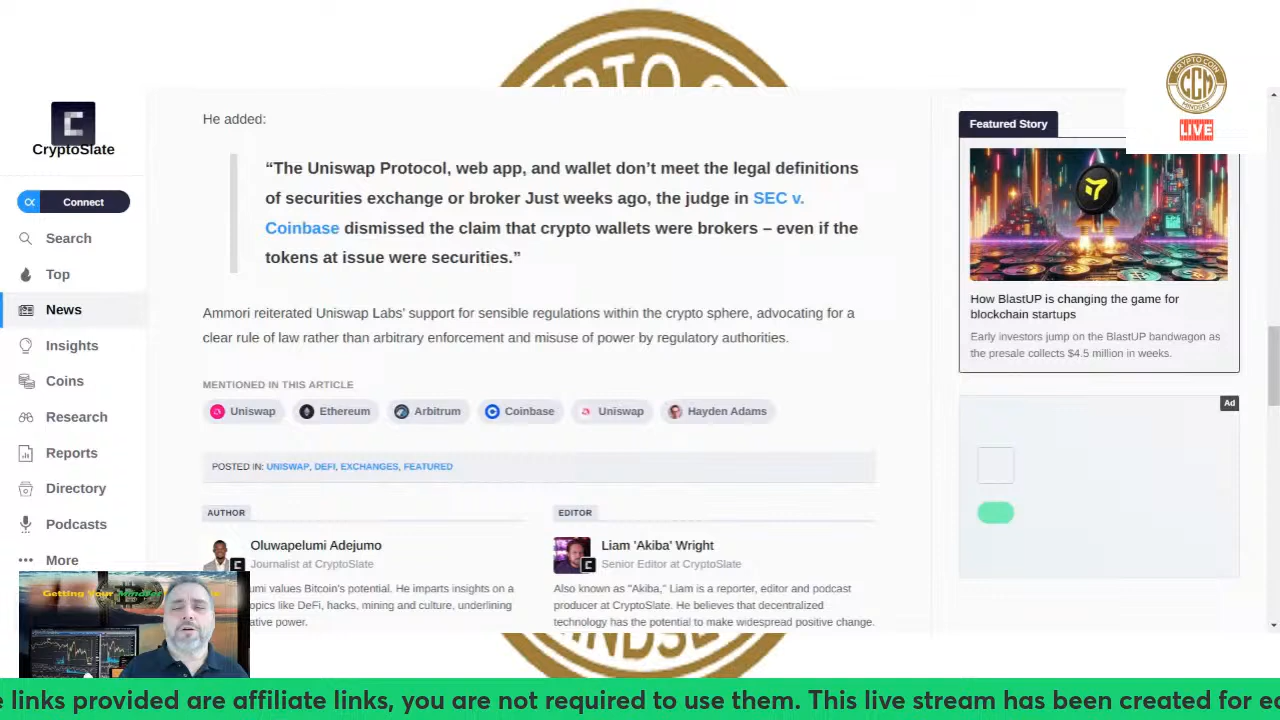 CRYPTO COIN
CCM
MINDSET
LIVE
CryptoSlate
Connect
Search
Top
News
Insights
Coins
Research
Reports
Directory
Podcasts
More
He added:
“The Uniswap Protocol, web app, and wallet don’t meet the legal definitions
of securities exchange or broker Just weeks ago, the judge in SEC v.
Coinbase dismissed the claim that crypto wallets were brokers – even if the
tokens at issue were securities.”
Ammori reiterated Uniswap Labs’ support for sensible regulations within the crypto sphere, advocating for a
clear rule of law rather than arbitrary enforcement and misuse of power by regulatory authorities.
MENTIONED IN THIS ARTICLE
Uniswap Ethereum Arbitrum Coinbase Uniswap Hayden Adams
POSTED IN: UNISWAP, DEFI, EXCHANGES, FEATURED
AUTHOR
Oluwapelumi Adejumo
Journalist at CryptoSlate
umi values Bitcoin's potential. He imparts insights on a
opics like DeFi, hacks, mining and culture, underlining
ative power.
EDITOR
Liam 'Akiba' Wright
Senior Editor at CryptoSlate
Also known as "Akiba," Liam is a reporter, editor and podcast
producer at CryptoSlate. He believes that decentralized
technology has the potential to make widespread positive change.
Featured Story
How BlastUP is changing the game for
blockchain startups
Early investors jump on the BlastUP bandwagon as
the presale collects $4.5 million in weeks.
Ad
Getting Your Mindset
e links provided are affiliate links, you are not required to use them. This live stream has been created for ed